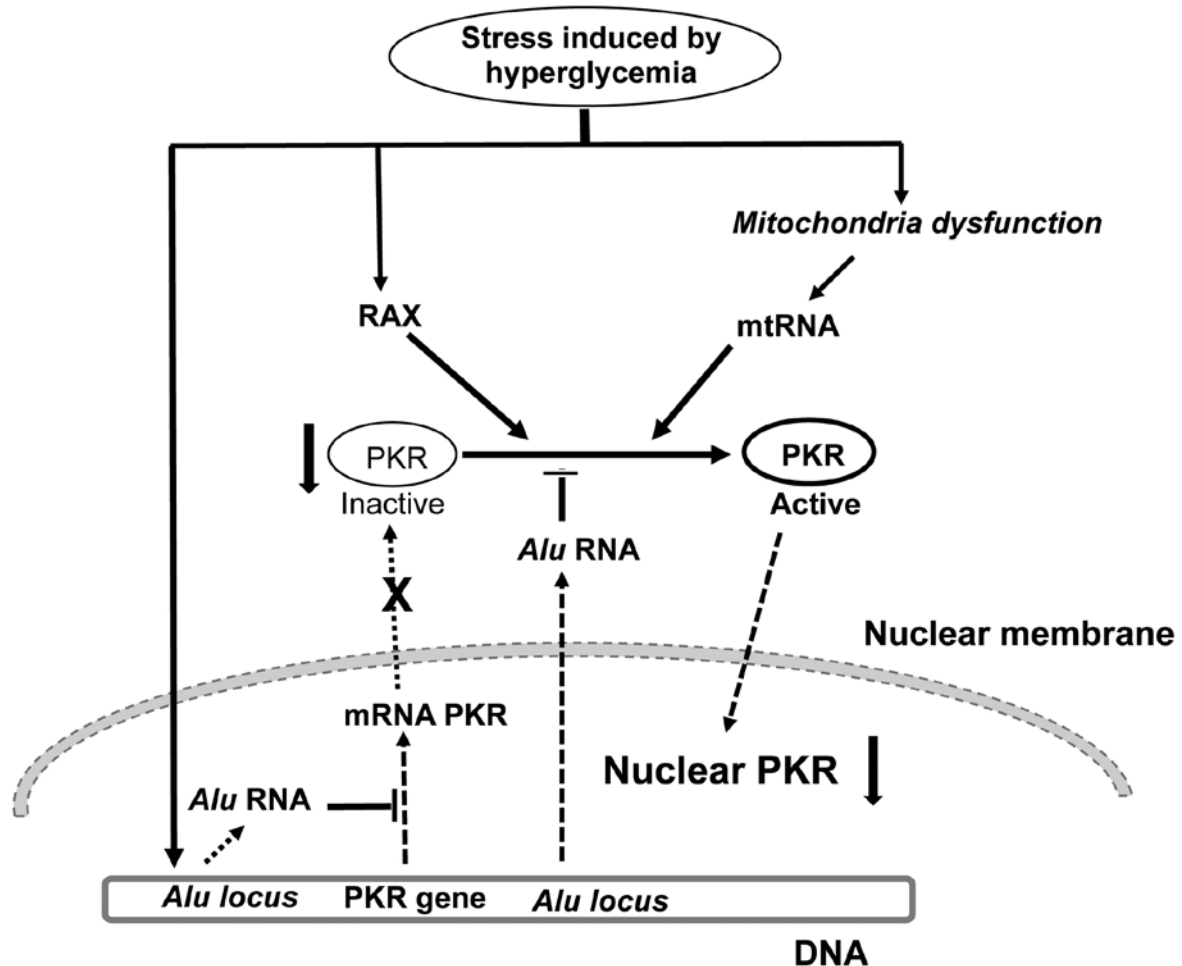 Stress induced by
hyperglycemia
Mitochondria dysfunction
RAX
mtRNA
PKR
Inactive
PKR
Active
Alu RNA
X
Nuclear membrane
mRNA PKR
Nuclear PKR
Alu RNA
Alu locus
PKR gene
Alu locus
DNA